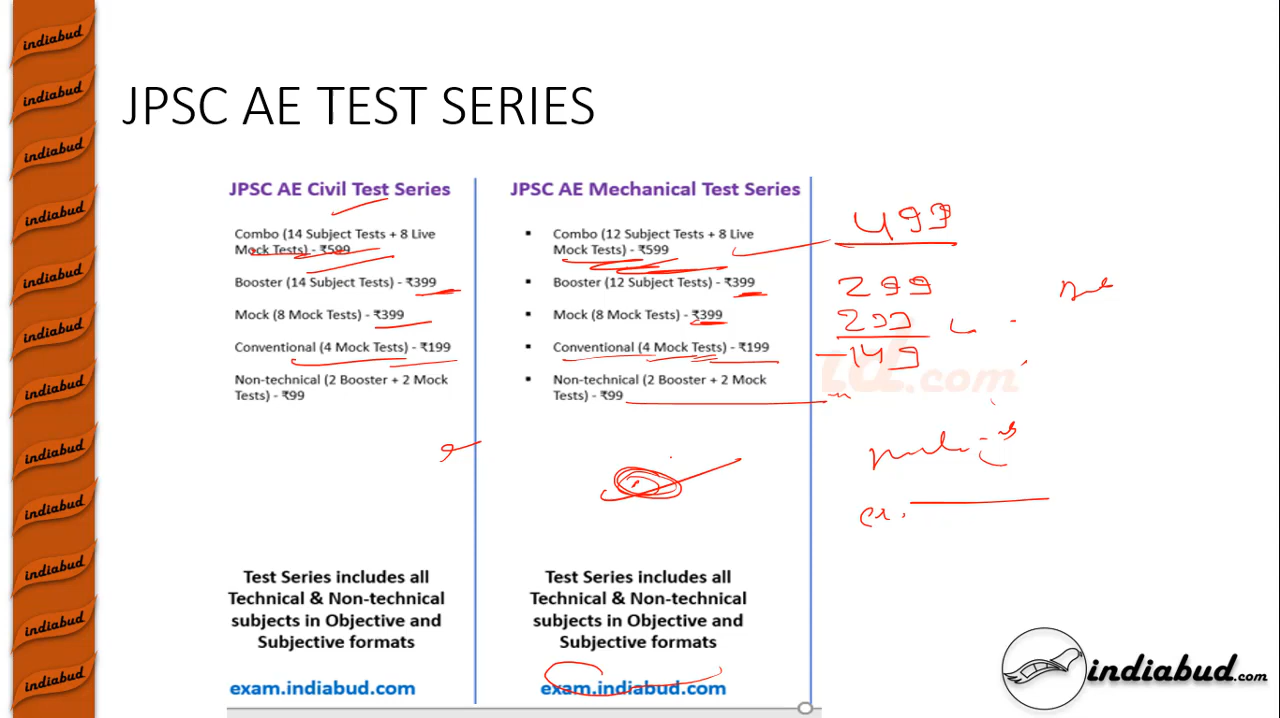 indiabud
indiabud
indiabud
indiabud
indiabud
indiabud
indiabud
indiabud
indiabud
indiabud
indiabud
indiabud
JPSC AE TEST SERIES
JPSC AE Civil Test Series
Combo (14 Subject Tests + 8 Live
Mock Tests) - ₹599
Booster (14 Subject Tests) - ₹399
Mock (8 Mock Tests) - ₹399
Conventional (4 Mock Tests) - ₹199
Non-technical (2 Booster + 2 Mock
Tests) - ₹99
Test Series includes all
Technical & Non-technical
subjects in Objective and
Subjective formats
exam.indiabud.com
JPSC AE Mechanical Test Series
▪ Combo (12 Subject Tests + 8 Live
Mock Tests) - ₹599
▪ Booster (12 Subject Tests) - ₹399
▪ Mock (8 Mock Tests) - ₹399
▪ Conventional (4 Mock Tests) - ₹199
▪ Non-technical (2 Booster + 2 Mock
Tests) - ₹99
Test Series includes all
Technical & Non-technical
subjects in Objective and
Subjective formats
exam.indiabud.com
499
299
299
149
.com
indiabud.com